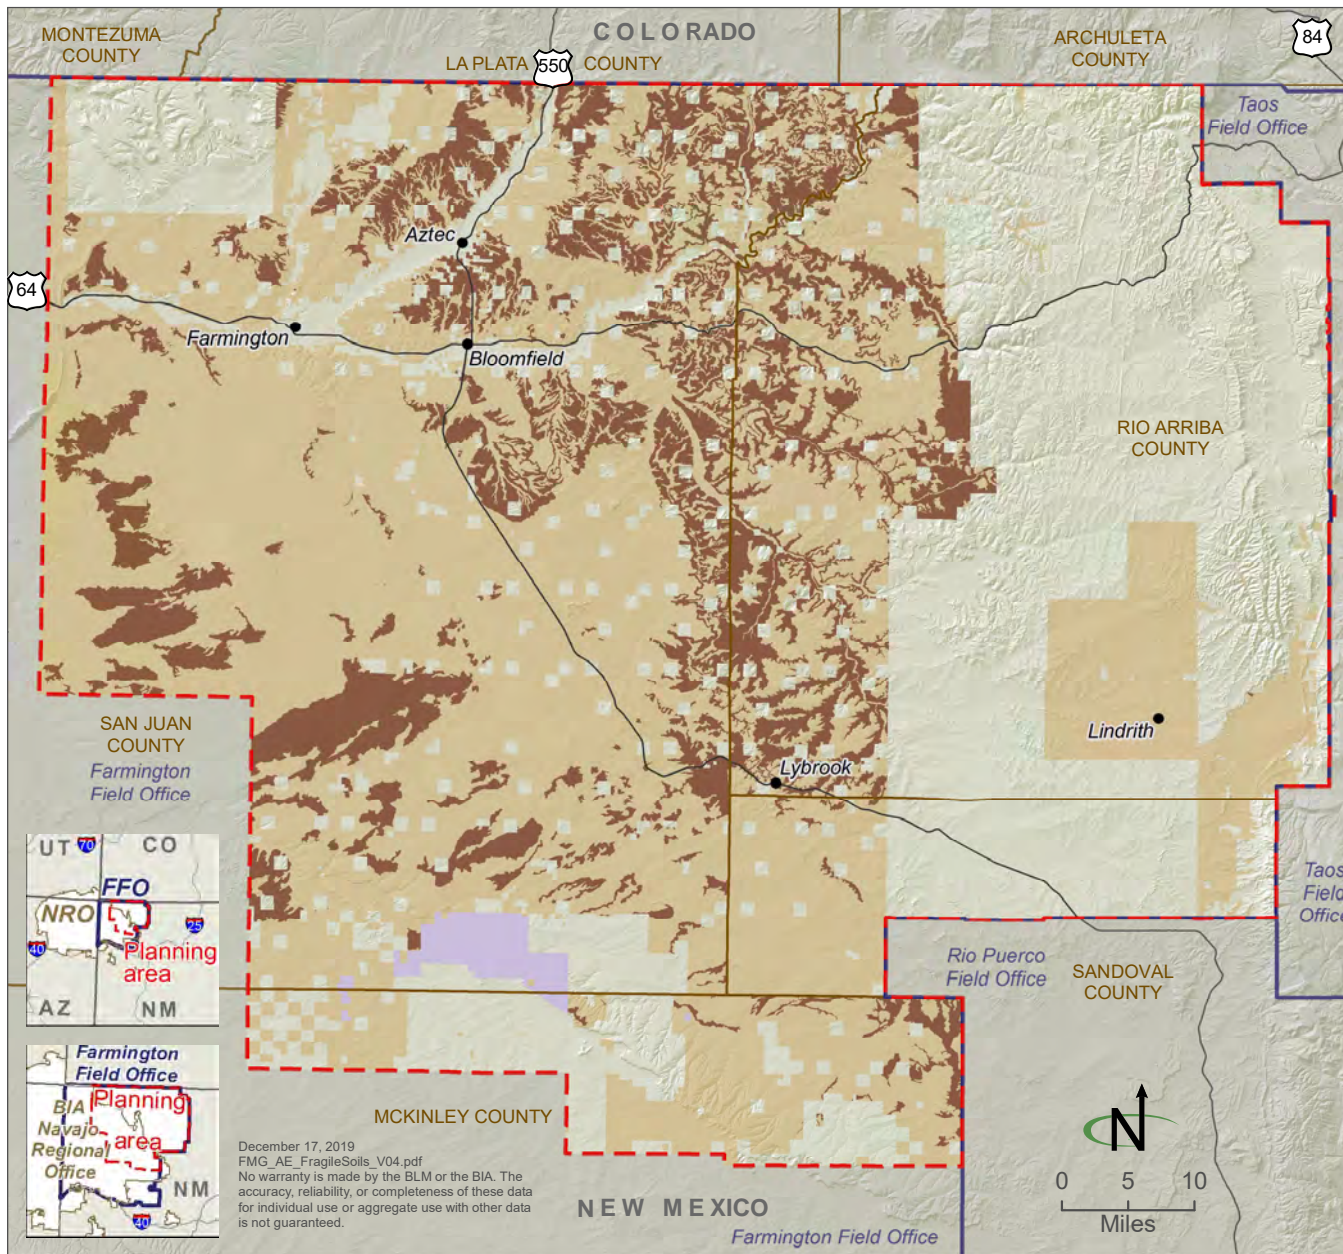 COLORADO
MONTEZUMA
COUNTY
LA PLATA
550
COUNTY
ARCHULETA
COUNTY
84
Taos
Field Office
Aztec
64
Farmington
Bloomfield
RIO ARRIBA
COUNTY
Lindrith
Lybrook
SAN JUAN
COUNTY
Farmington
Field Office
UT
70
CO
FFO
NRO
25
40
Planning
area
AZ
NM
Taos
Field
Office
Rio Puerco
Field Office
SANDOVAL
COUNTY
Farmington
Field Office
Planning
area
BIA
Navajo
Regional
Office
NM
40
MCKINLEY COUNTY
December 17, 2019
FMG_AE_FragileSoils_V04.pdf
No warranty is made by the BLM or the BIA. The
accuracy, reliability, or completeness of these data
for individual use or aggregate use with other data
is not guaranteed.
NEW MEXICO
Farmington Field Office
N
0 5 10
Miles